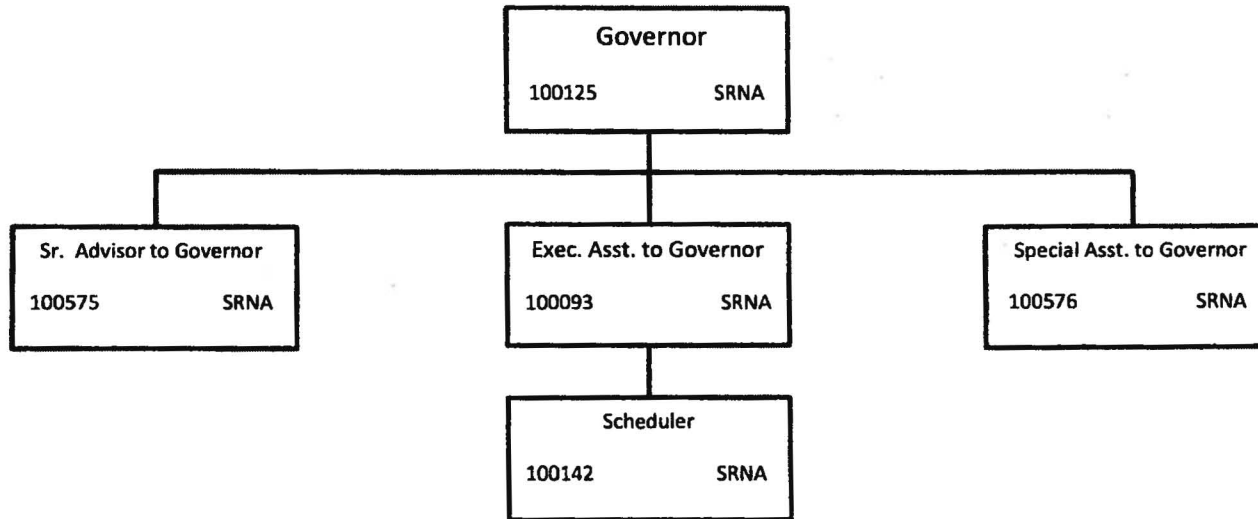 Governor
100125 SRNA
Sr. Advisor to Governor
100575 SRNA
Exec. Asst. to Governor
100093 SRNA
Special Asst. to Governor
100576 SRNA
Scheduler
100142 SRNA